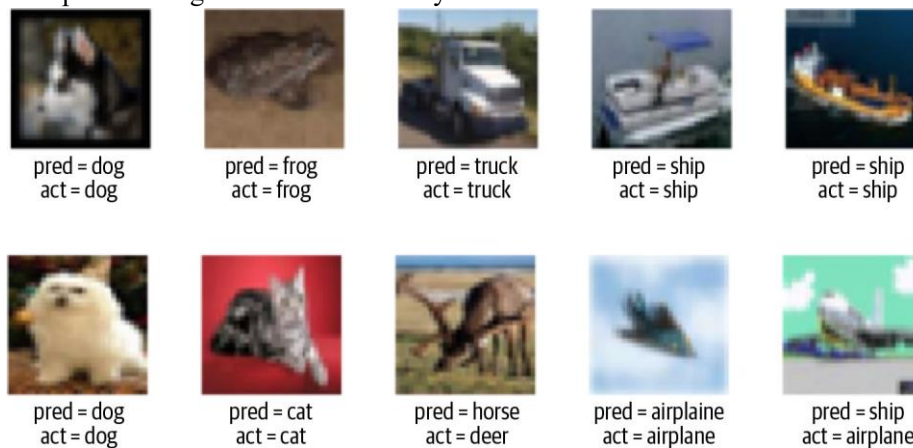 pred = dog
act = dog
pred = frog
act = frog
pred = truck
act = truck
pred = ship
act = ship
pred = ship
act = ship
pred = dog
act = dog
pred = cat
act = cat
pred = horse
act = deer
pred = airplaine
act = airplane
pred = ship
act = airplane